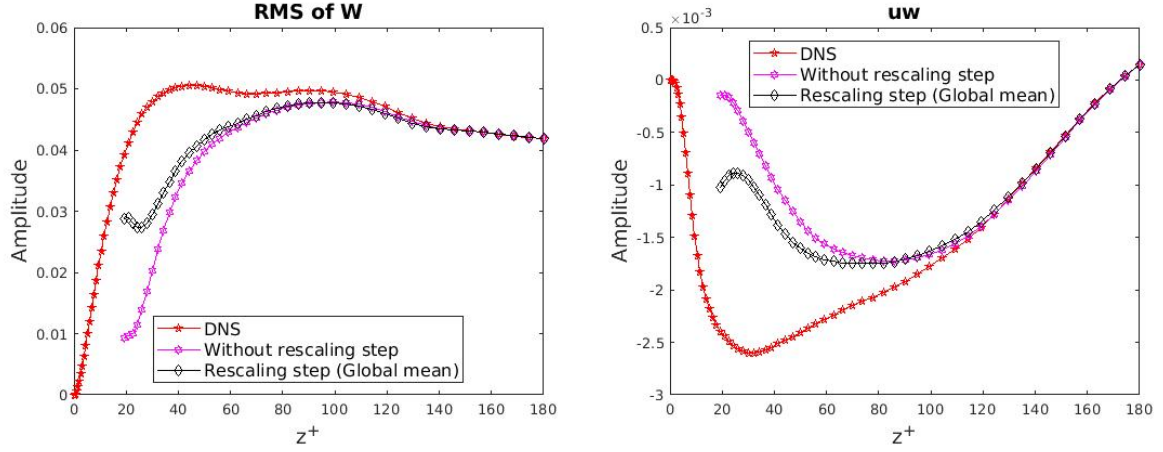 RMS of W
0.06
0.05
0.04
0.03
0.02
0.01
0
Amplitude
0 20 40 60 80 100 120 140 160 180
z+
DNS
Without rescaling step
Rescaling step (Global mean)
×10-3
uw
0.5
0
-0.5
-1
-1.5
-2
-2.5
-3
Amplitude
0 20 40 60 80 100 120 140 160 180
z+
DNS
Without rescaling step
Rescaling step (Global mean)